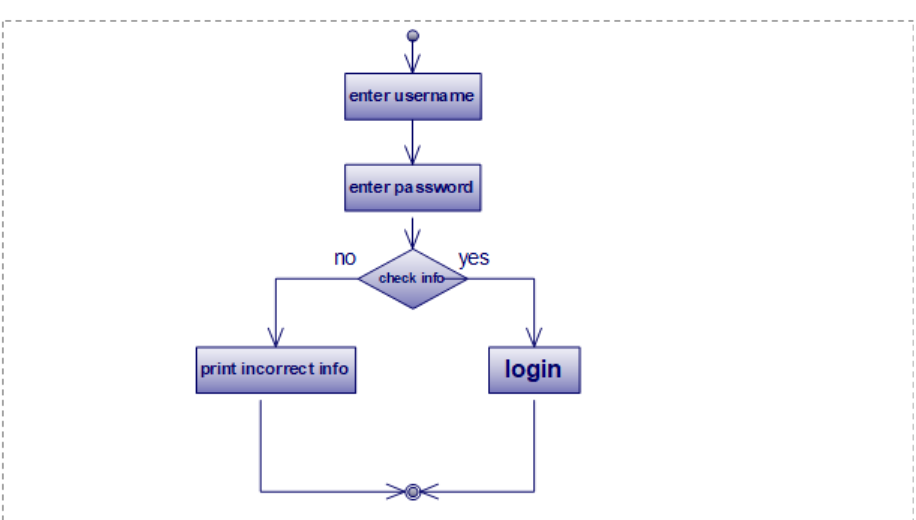 enter username
enter password
no
yes
check info
print incorrect info
login